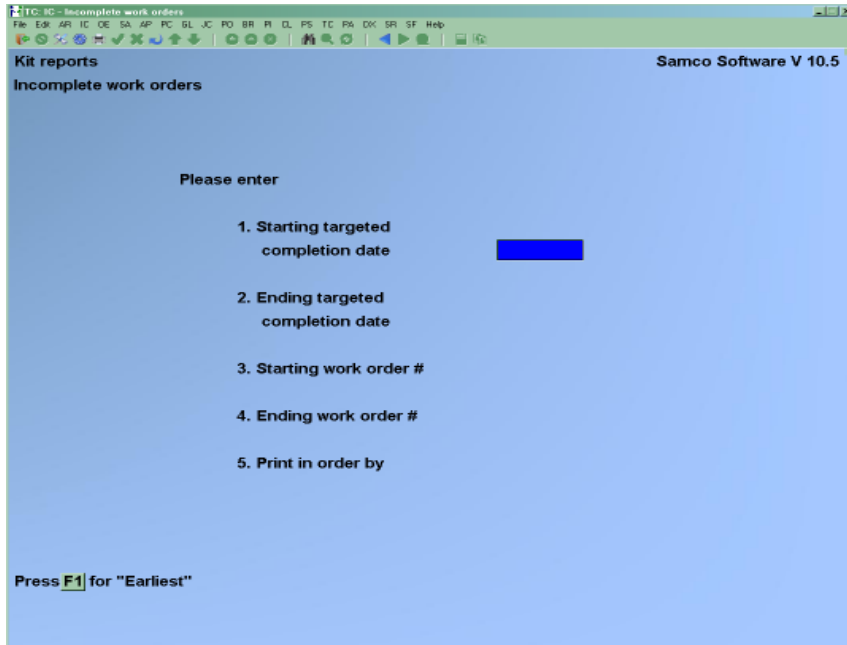 TC: IC - Incomplete work orders
File Edit AR IC OE SA AP PC GL JC PO BR PI CL PS TC PA DX SR SF Help
Kit reports Samco Software V 10.5
Incomplete work orders
Please enter
1. Starting targeted
completion date
2. Ending targeted
completion date
3. Starting work order #
4. Ending work order #
5. Print in order by
Press F1 for "Earliest"